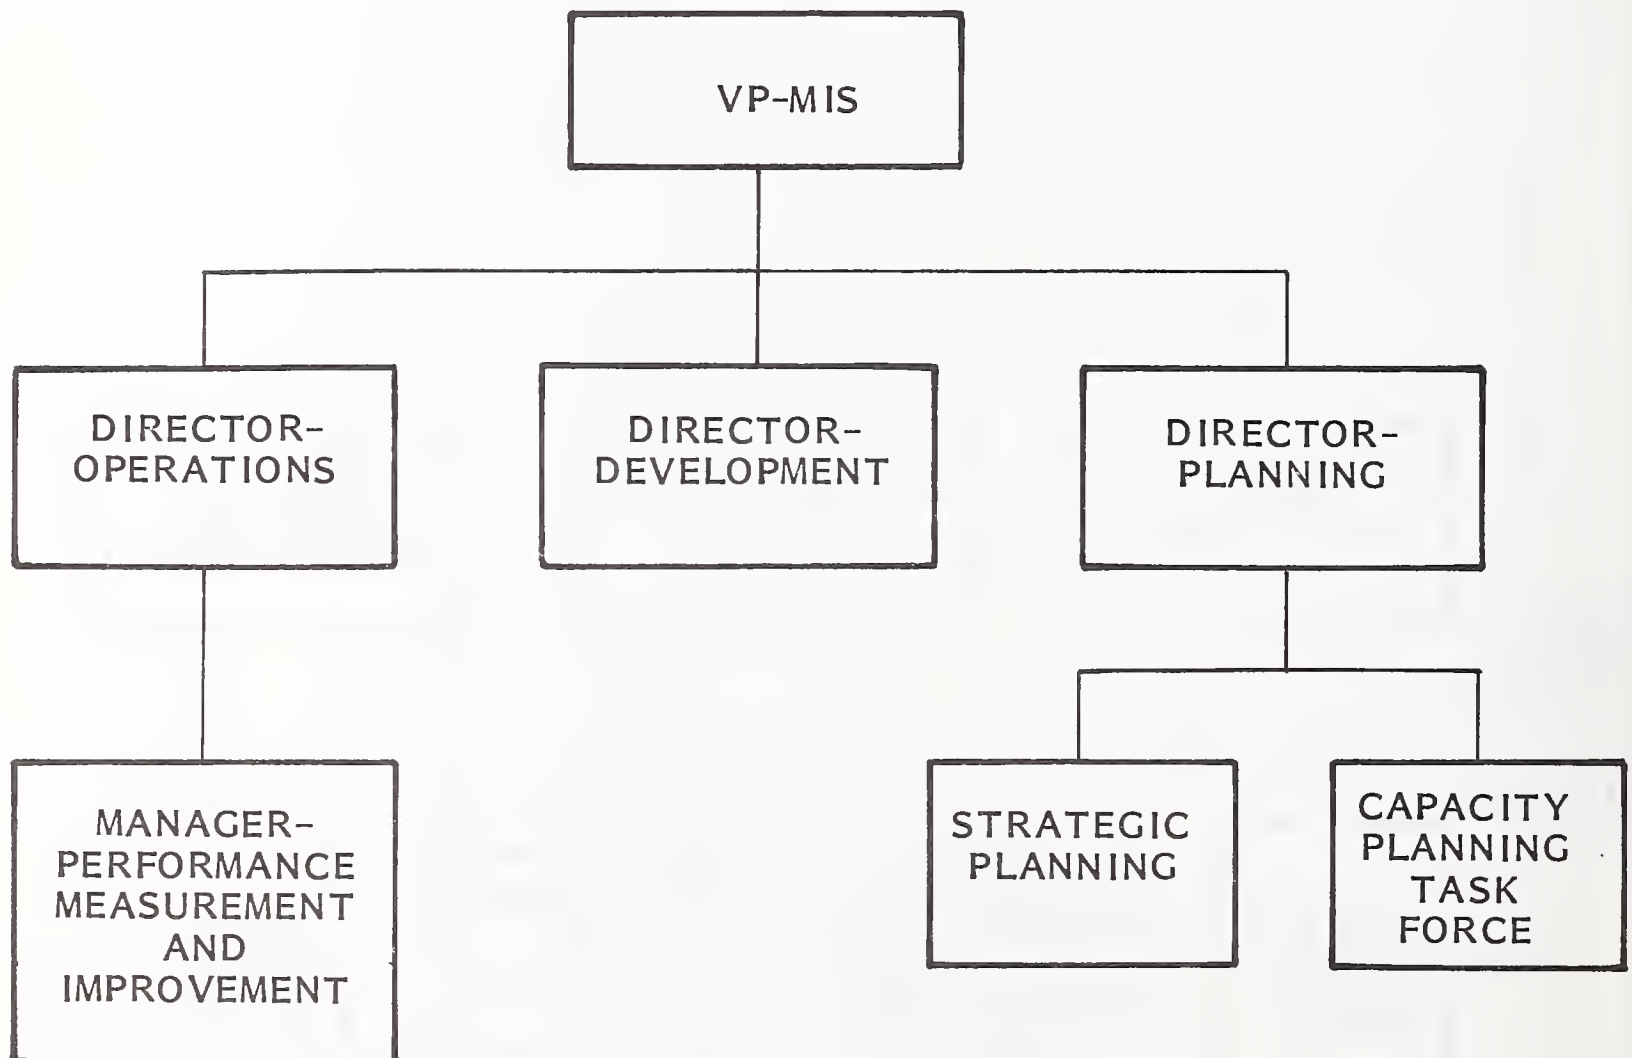 VP-MIS
DIRECTOR-
OPERATIONS
DIRECTOR-
DEVELOPMENT
DIRECTOR-
PLANNING
MANAGER-
PERFORMANCE
MEASUREMENT
AND
IMPROVEMENT
STRATEGIC
PLANNING
CAPACITY
PLANNING
TASK
FORCE